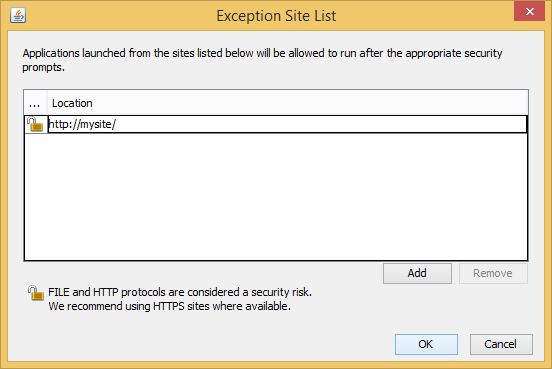 Exception Site List
Applications launched from the sites listed below will be allowed to run after the appropriate security
prompts.
... Location
http://mysite/
Add Remove
FILE and HTTP protocols are considered a security risk.
We recommend using HTTPS sites where available.
OK Cancel